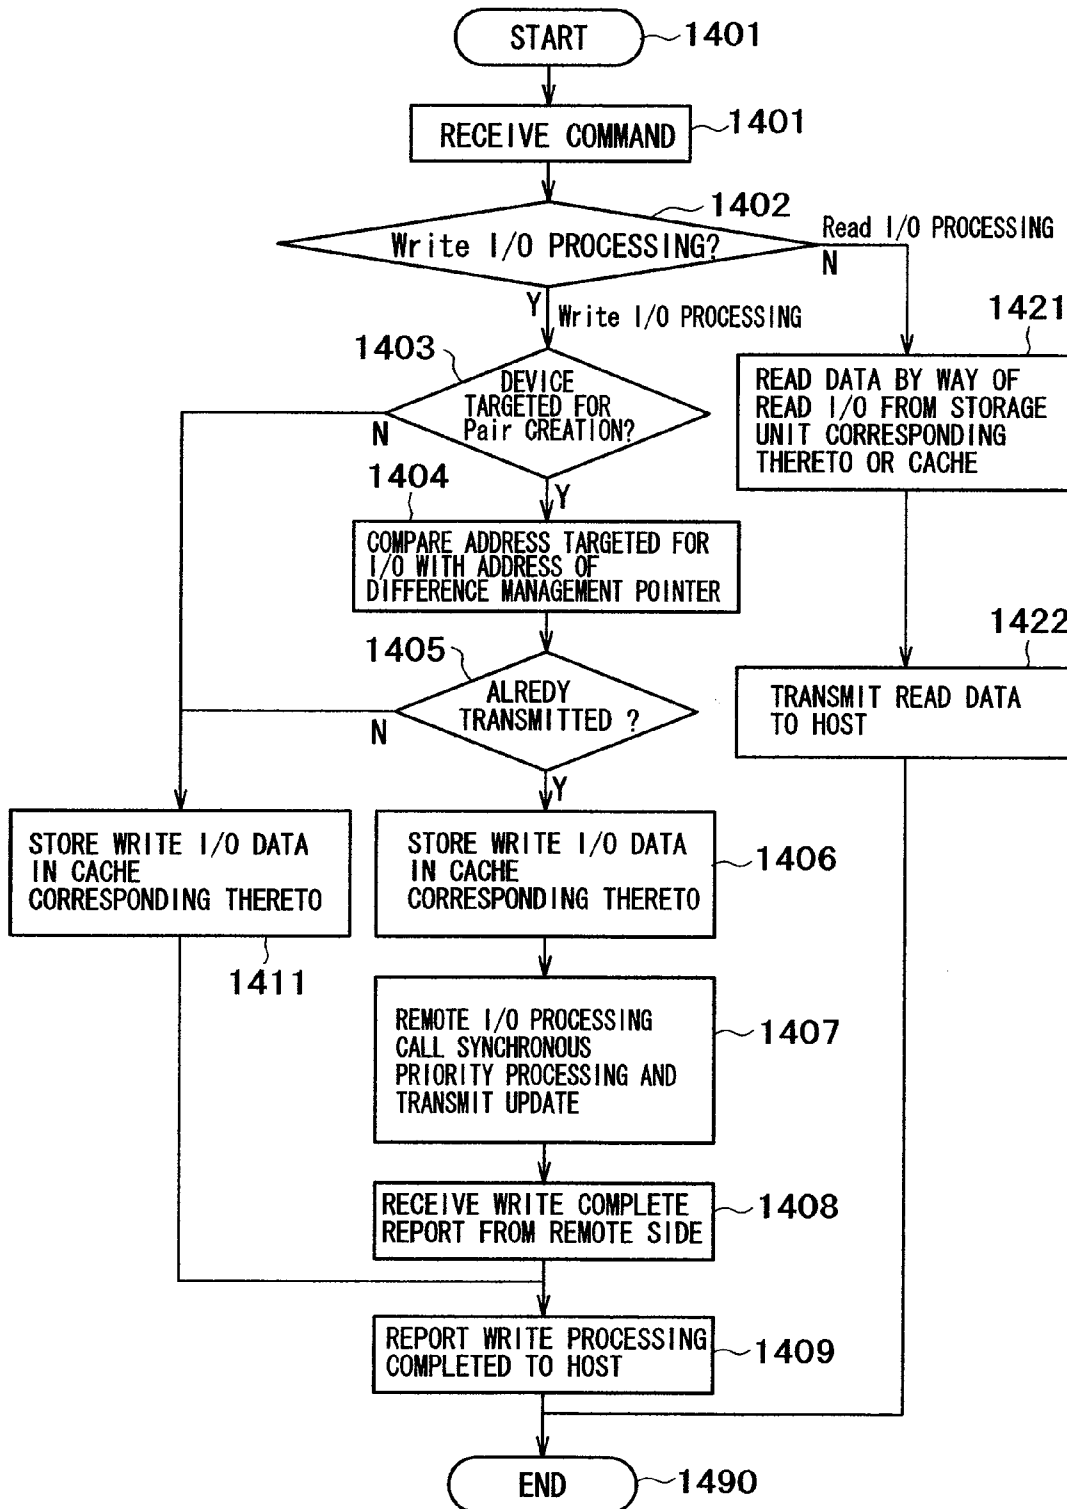 START
1401
RECEIVE COMMAND
1401
Write I/O PROCESSING?
1402
Read I/O PROCESSING
N
Y
Write I/O PROCESSING
1403
DEVICE
TARGETED FOR
Pair CREATION?
N
Y
1421
READ DATA BY WAY OF
READ I/O FROM STORAGE
UNIT CORRESPONDING
THERETO OR CACHE
1404
COMPARE ADDRESS TARGETED FOR
I/O WITH ADDRESS OF
DIFFERENCE MANAGEMENT POINTER
1405
ALREDY
TRANSMITTED ?
N
Y
1422
TRANSMIT READ DATA
TO HOST
STORE WRITE I/O DATA
IN CACHE
CORRESPONDING THERETO
1411
STORE WRITE I/O DATA
IN CACHE
CORRESPONDING THERETO
1406
REMOTE I/O PROCESSING
CALL SYNCHRONOUS
PRIORITY PROCESSING AND
TRANSMIT UPDATE
1407
RECEIVE WRITE COMPLETE
REPORT FROM REMOTE SIDE
1408
REPORT WRITE PROCESSING
COMPLETED TO HOST
1409
END
1490